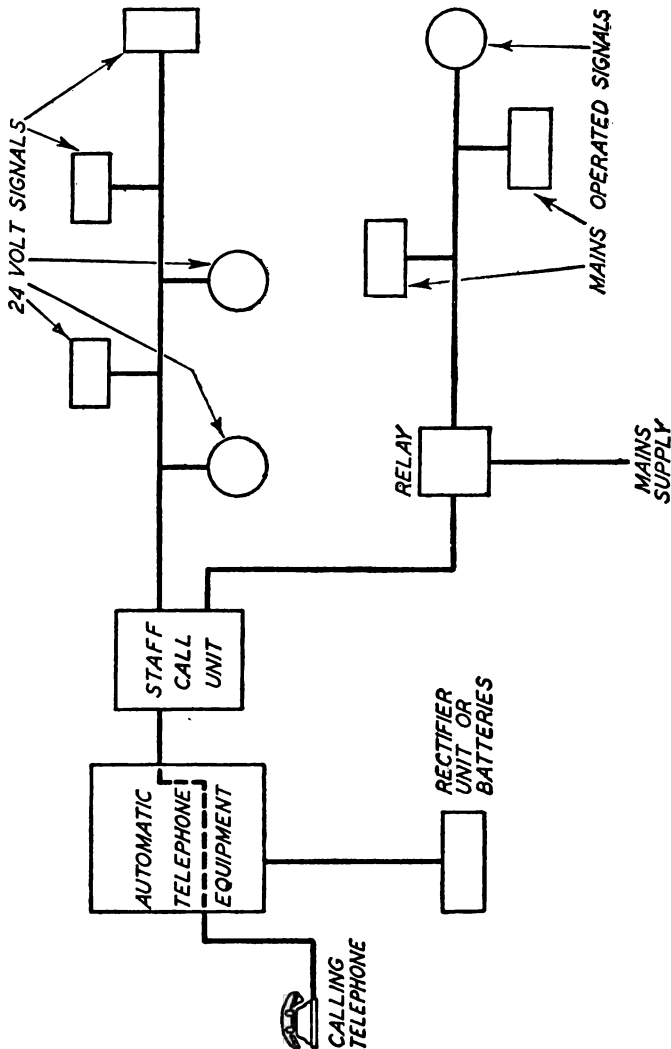 24 VOLT SIGNALS
MAINS OPERATED SIGNALS
RELAY
MAINS
SUPPLY
STAFF
CALL
UNIT
AUTOMATIC
TELEPHONE
EQUIPMENT
RECTIFIER
UNIT OR
BATTERIES
CALLING
TELEPHONE